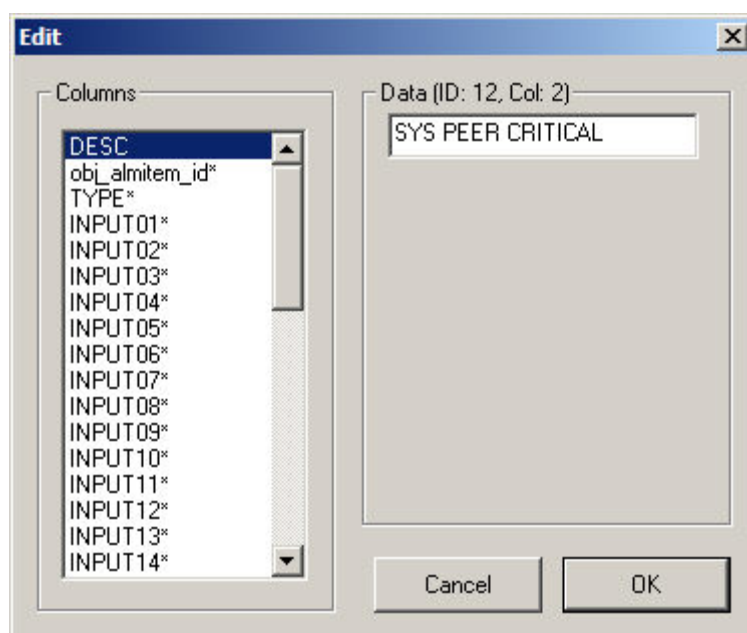 Edit
Columns
DESC
obj_almitem_id*
TYPE*
INPUT01*
INPUT02*
INPUT03*
INPUT04*
INPUT05*
INPUT06*
INPUT07*
INPUT08*
INPUT09*
INPUT10*
INPUT11*
INPUT12*
INPUT13*
INPUT14*
Data (ID: 12, Col: 2)
SYS PEER CRITICAL
Cancel
OK